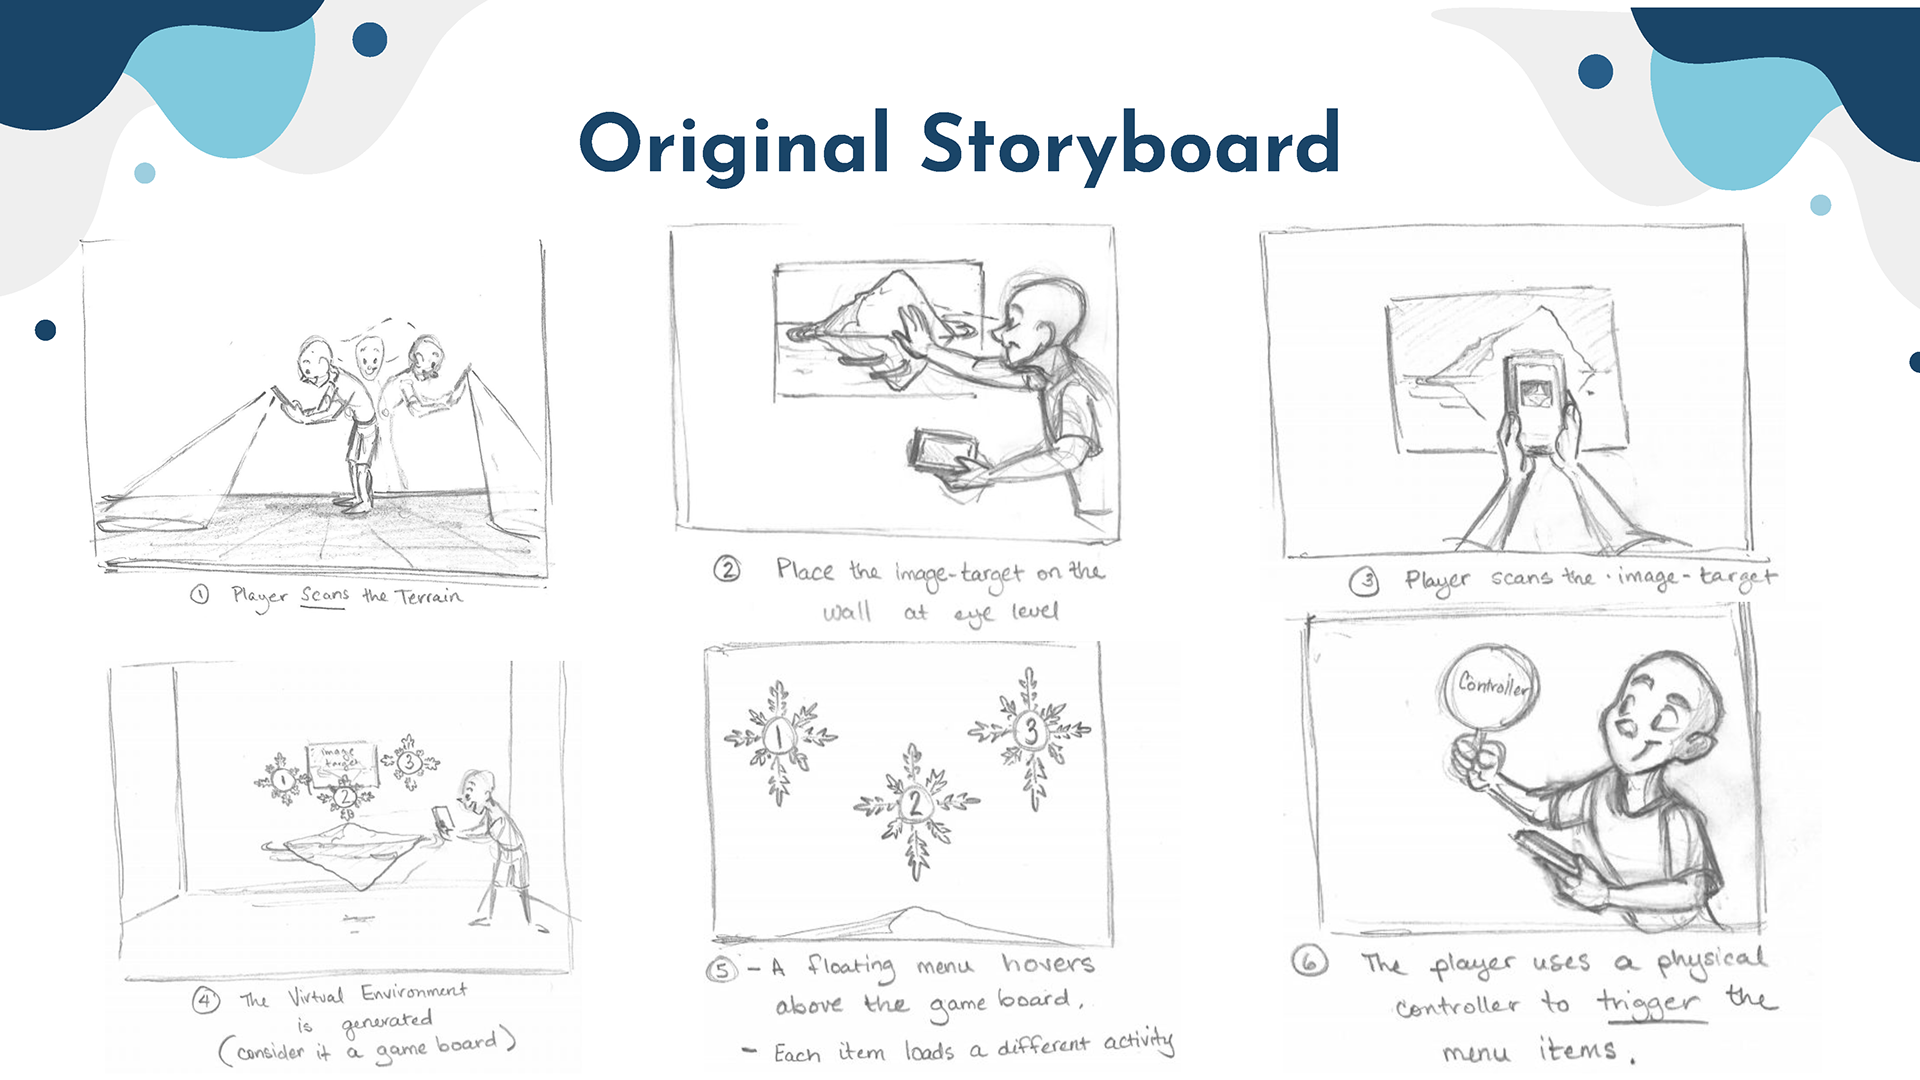 Original Storyboard
① Player Scans the Terrain
② Place the image-target on the
wall at eye level
③ Player scans the image-target
image
target
1
2
3
④ The Virtual Environment
is generated
(consider it a game board)
1
2
3
⑤ - A floating menu hovers
above the game board.
- Each item loads a different activity
Controller
⑥ The player uses a physical
controller to trigger the
menu items.